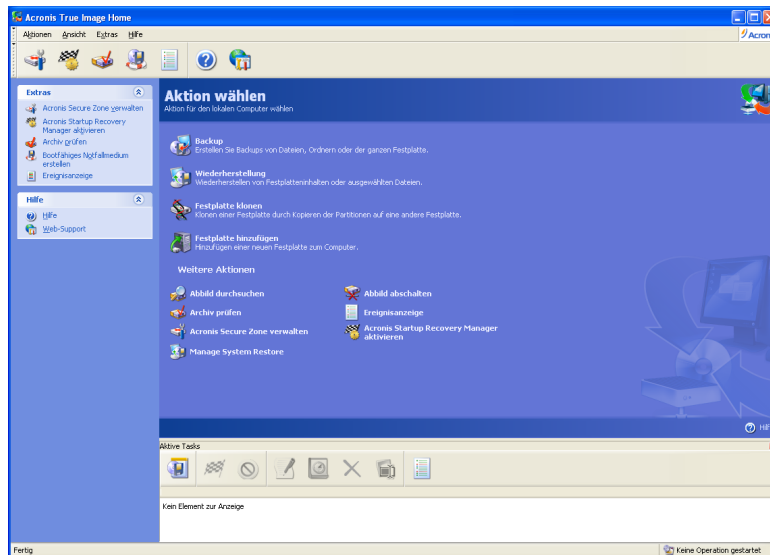 Acronis True Image Home
Aktionen Ansicht Extras Hilfe
Acron
Extras
Acronis Secure Zone verwalten
Acronis Startup Recovery
Manager aktivieren
Archiv prüfen
Bootfähiges Notfallmedium
erstellen
Ereignisanzeige
Hilfe
Hilfe
Web-Support
Aktion wählen
Aktion für den lokalen Computer wählen
Backup
Erstellen Sie Backups von Dateien, Ordnern oder der ganzen Festplatte.
Wiederherstellung
Wiederherstellen von Festplatteninhalten oder ausgewählten Dateien.
Festplatte klonen
Klonen einer Festplatte durch Kopieren der Partitionen auf eine andere Festplatte.
Festplatte hinzufügen
Hinzufügen einer neuen Festplatte zum Computer.
Weitere Aktionen
Abbild durchsuchen
Abbild abschalten
Archiv prüfen
Ereignisanzeige
Acronis Secure Zone verwalten
Acronis Startup Recovery Manager
aktivieren
Manage System Restore
Hilf
Aktive Tasks
Kein Element zur Anzeige
Fertig
Keine Operation gestartet